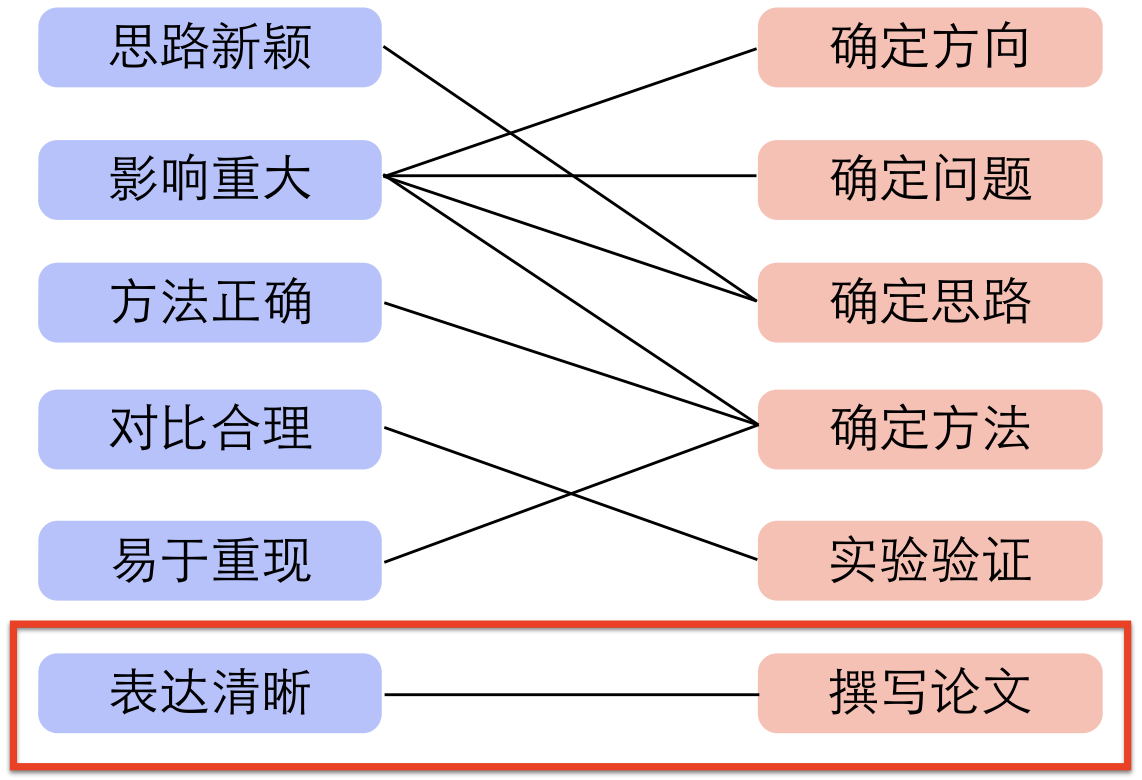 思路新颖
确定方向
影响重大
确定问题
方法正确
确定思路
对比合理
确定方法
易于重现
实验验证
表达清晰
撰写论文